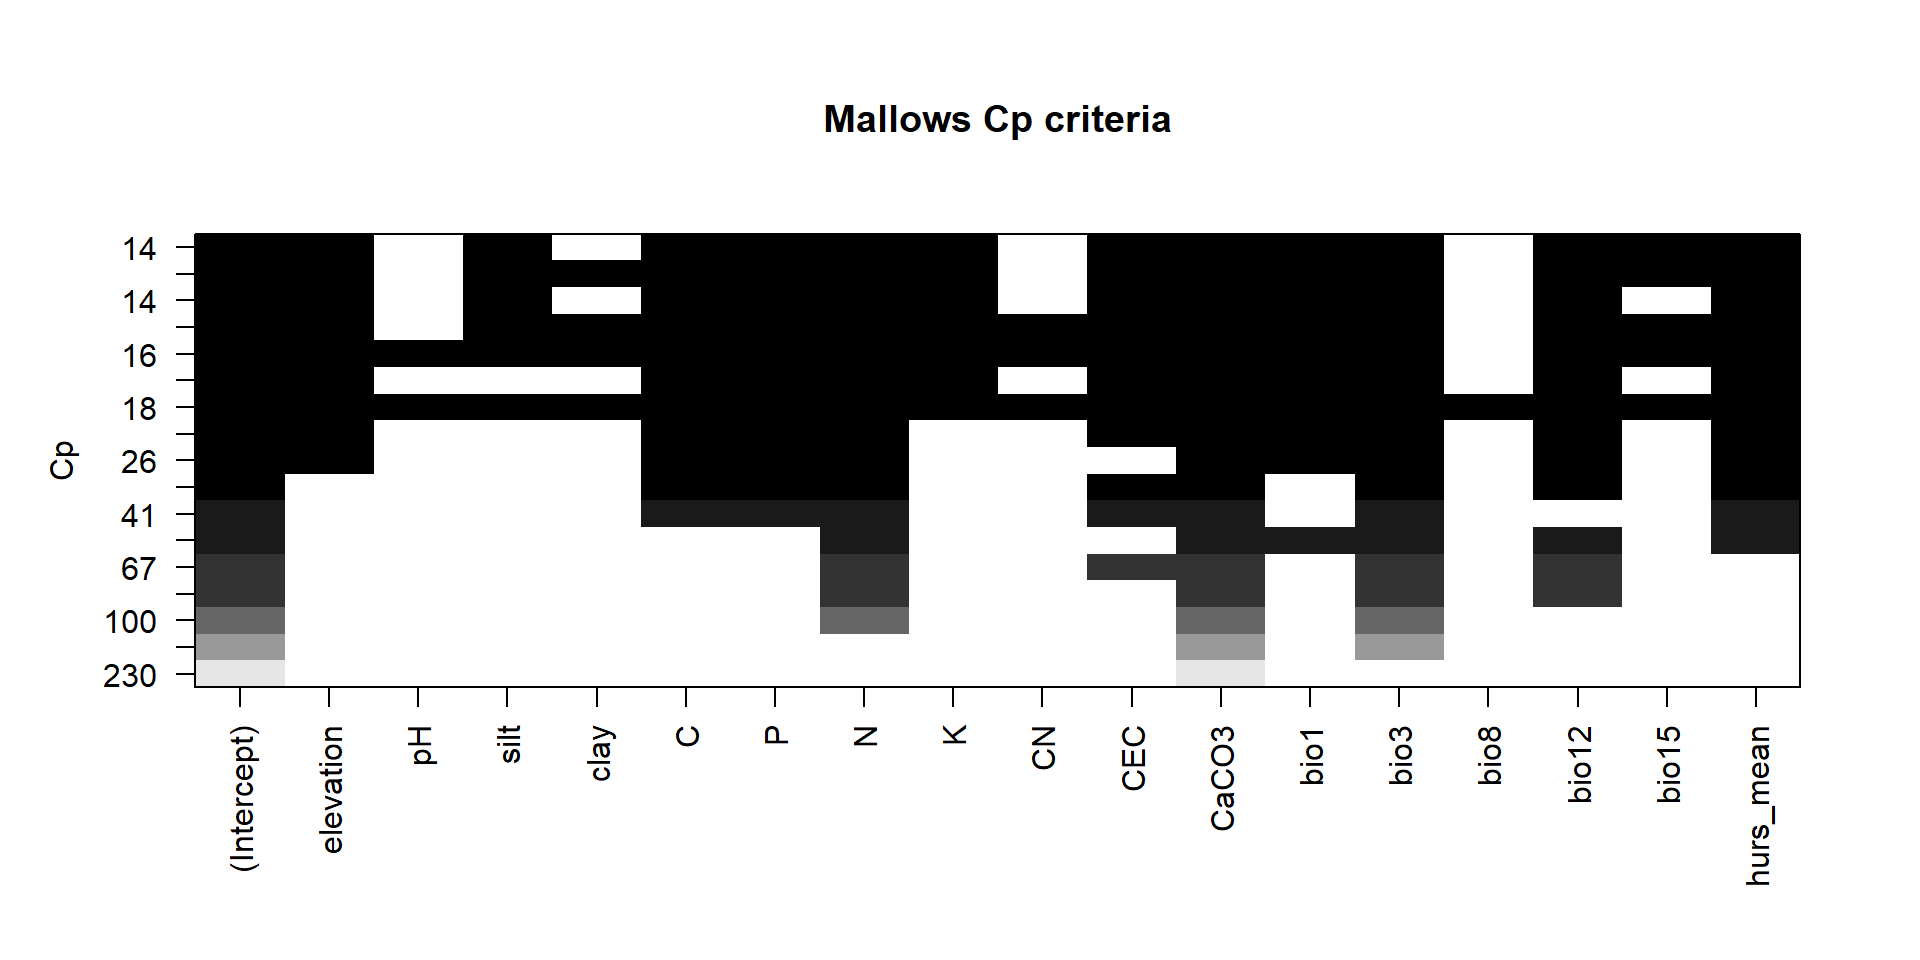 Mallows Cp criteria
14
14
16
18
26
41
67
100
230
Cp
(Intercept)
elevation
pH
silt
clay
C
P
N
K
CN
CEC
CaCO3
bio1
bio3
bio8
bio12
bio15
hurs_mean